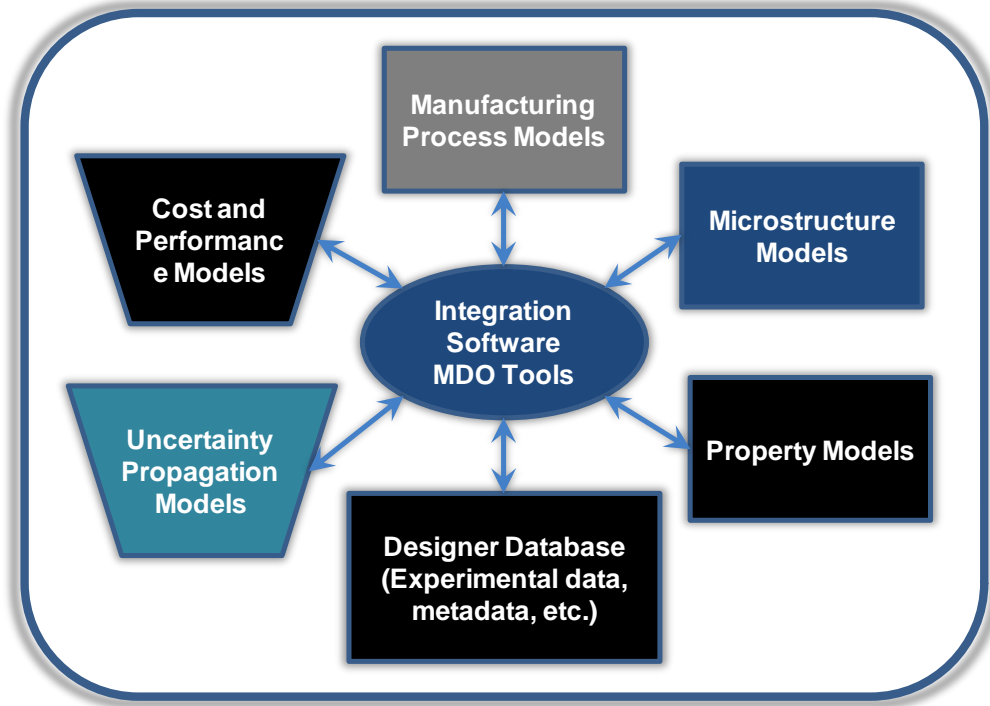 Manufacturing
Process Models
Cost and
Performanc
e Models
Microstructure
Models
Integration
Software
MDO Tools
Uncertainty
Propagation
Models
Property Models
Designer Database
(Experimental data,
metadata, etc.)